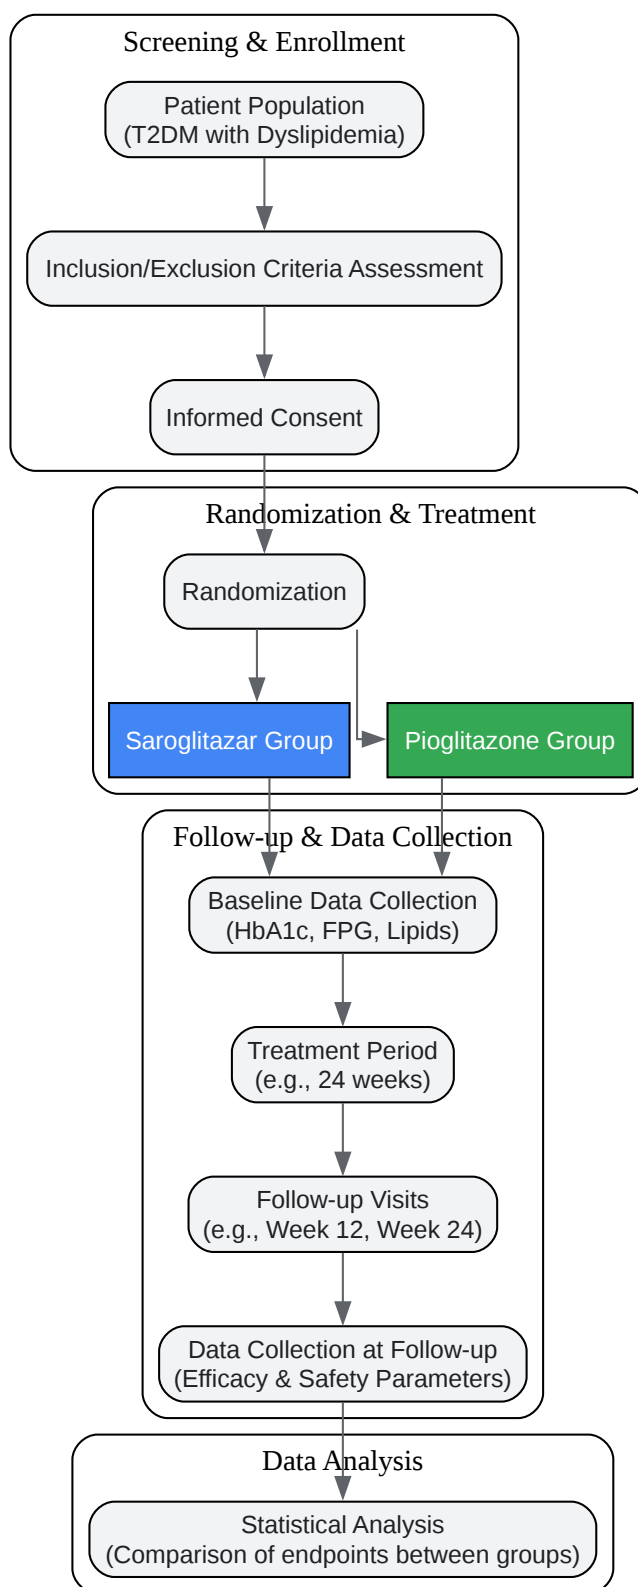 Screening & Enrollment
Patient Population
(T2DM with Dyslipidemia)
Inclusion/Exclusion Criteria Assessment
Informed Consent
Randomization & Treatment
Randomization
Saroglitazar Group
Pioglitazone Group
Follow-up & Data Collection
Baseline Data Collection
(HbA1c, FPG, Lipids)
Treatment Period
(e.g., 24 weeks)
Follow-up Visits
(e.g., Week 12, Week 24)
Data Collection at Follow-up
(Efficacy & Safety Parameters)
Data Analysis
Statistical Analysis
(Comparison of endpoints between groups)